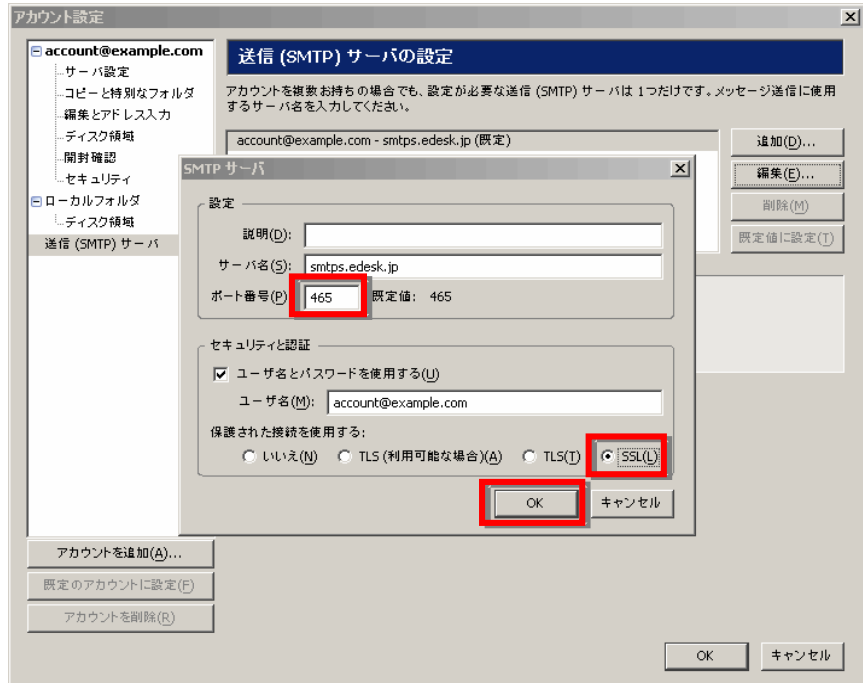 アカウント設定
account@example.com
サーバ設定
コピーと特別なフォルダ
編集とアドレス入力
ディスク領域
開封確認
セキュリティ
ローカルフォルダ
ディスク領域
送信 (SMTP) サーバ
アカウントを追加(A)...
既定のアカウントに設定(F)
アカウントを削除(R)
送信 (SMTP) サーバの設定
アカウントを複数お持ちの場合でも、設定が必要な送信 (SMTP) サーバは 1つだけです。メッセージ送信に使用
するサーバ名を入力してください。
account@example.com - smtps.edesk.jp (既定)
追加(D)...
編集(E)...
削除(M)
既定値に設定(T)
SMTP サーバ
設定
説明(D):
サーバ名(S): smtps.edesk.jp
ポート番号(P) 465 既定値: 465
セキュリティと認証
ユーザ名とパスワードを使用する(U)
ユーザ名(M): account@example.com
保護された接続を使用する:
いいえ(N) TLS (利用可能な場合)(A) TLS(T) SSL(L)
OK キャンセル
OK キャンセル